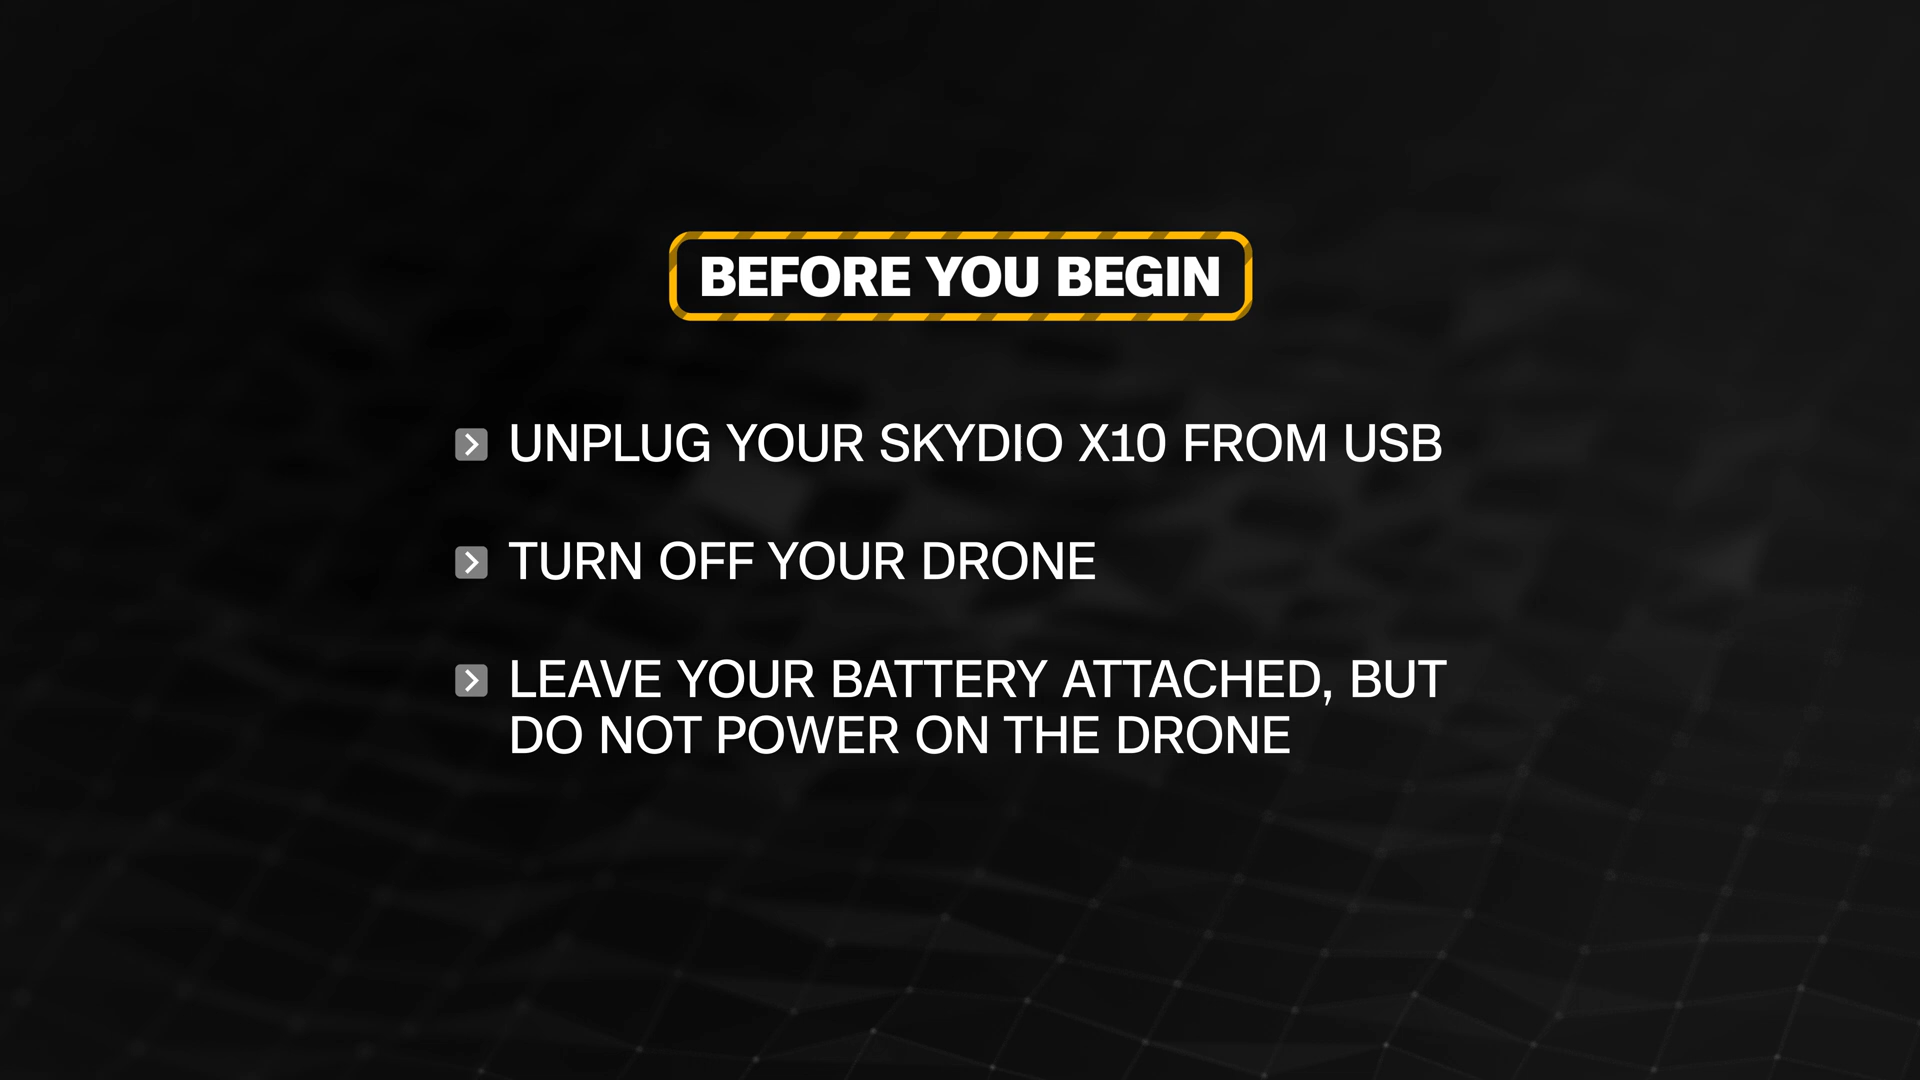 BEFORE YOU BEGIN
UNPLUG YOUR SKYDIO X10 FROM USB
TURN OFF YOUR DRONE
LEAVE YOUR BATTERY ATTACHED, BUT
DO NOT POWER ON THE DRONE